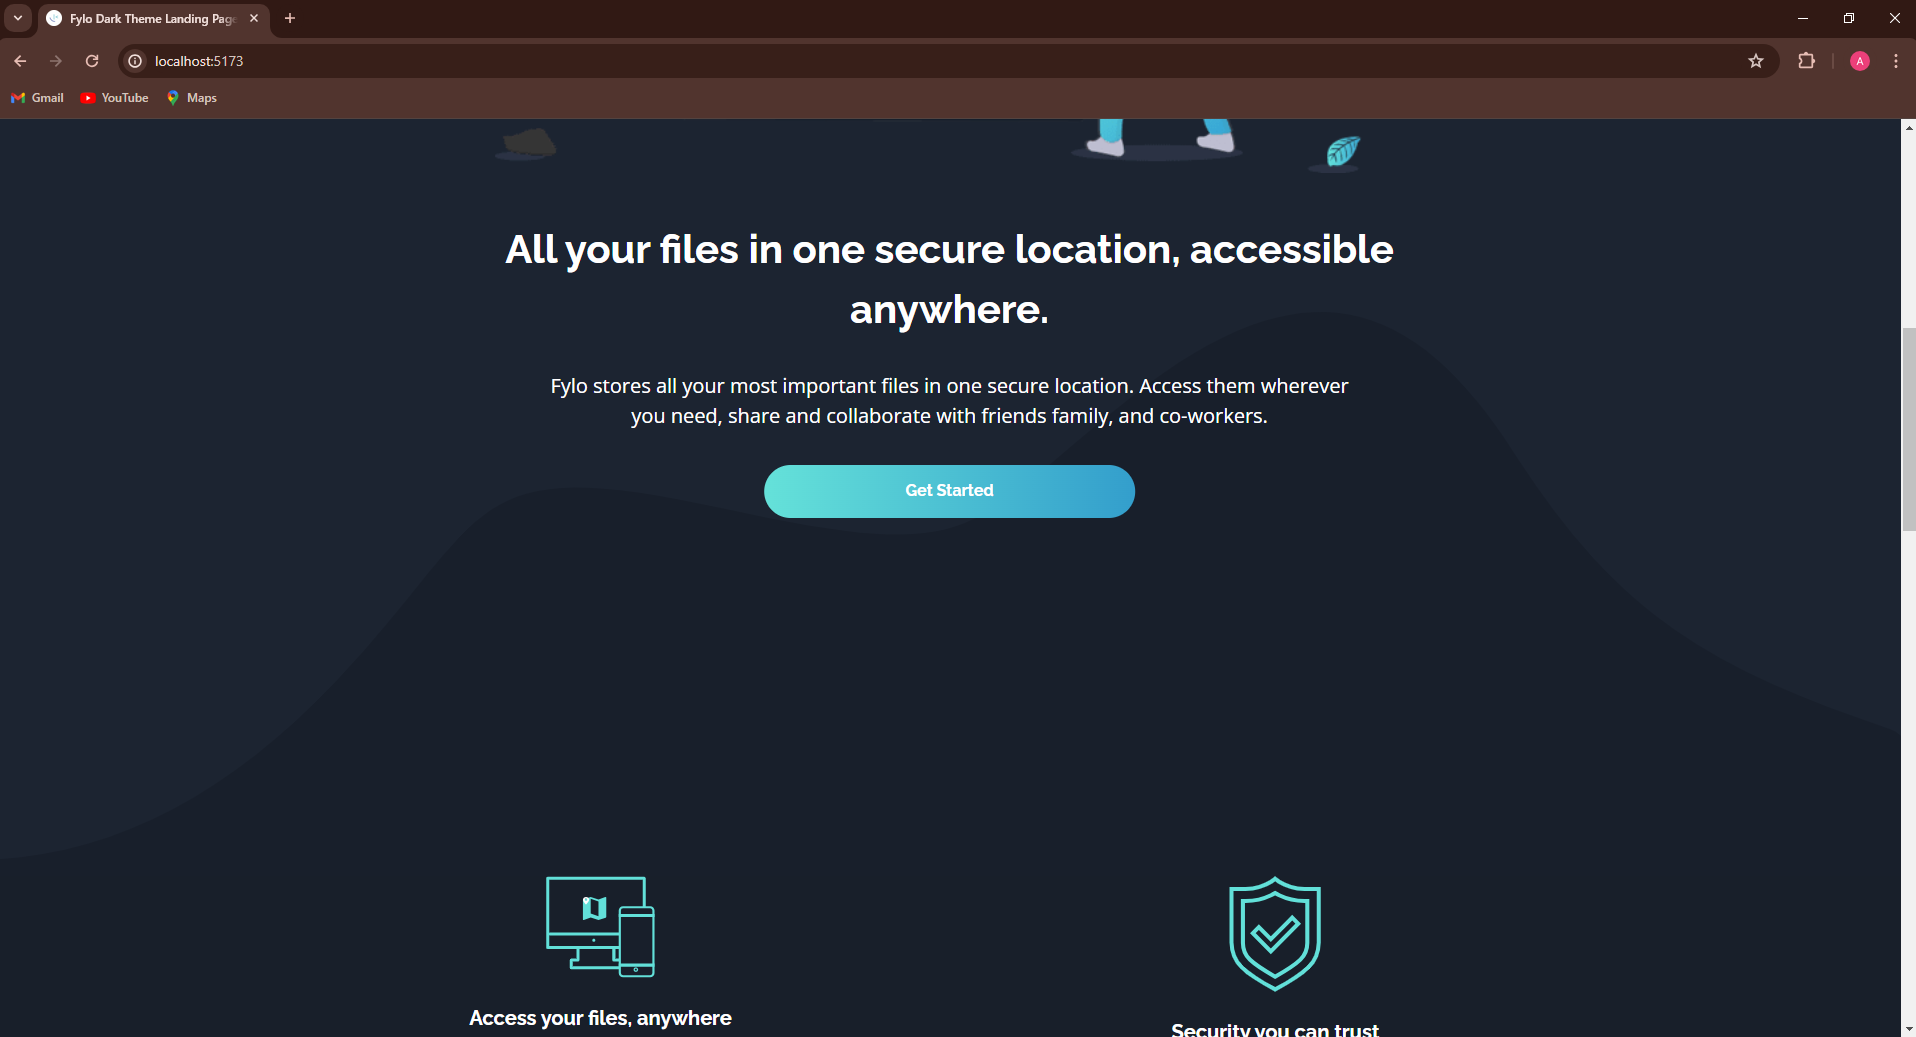 Fylo Dark Theme Landing Page
localhost:5173
A
Gmail
YouTube
Maps
All your files in one secure location, accessible
anywhere.
Fylo stores all your most important files in one secure location. Access them wherever
you need, share and collaborate with friends family, and co-workers.
Get Started
Access your files, anywhere
Security you can trust